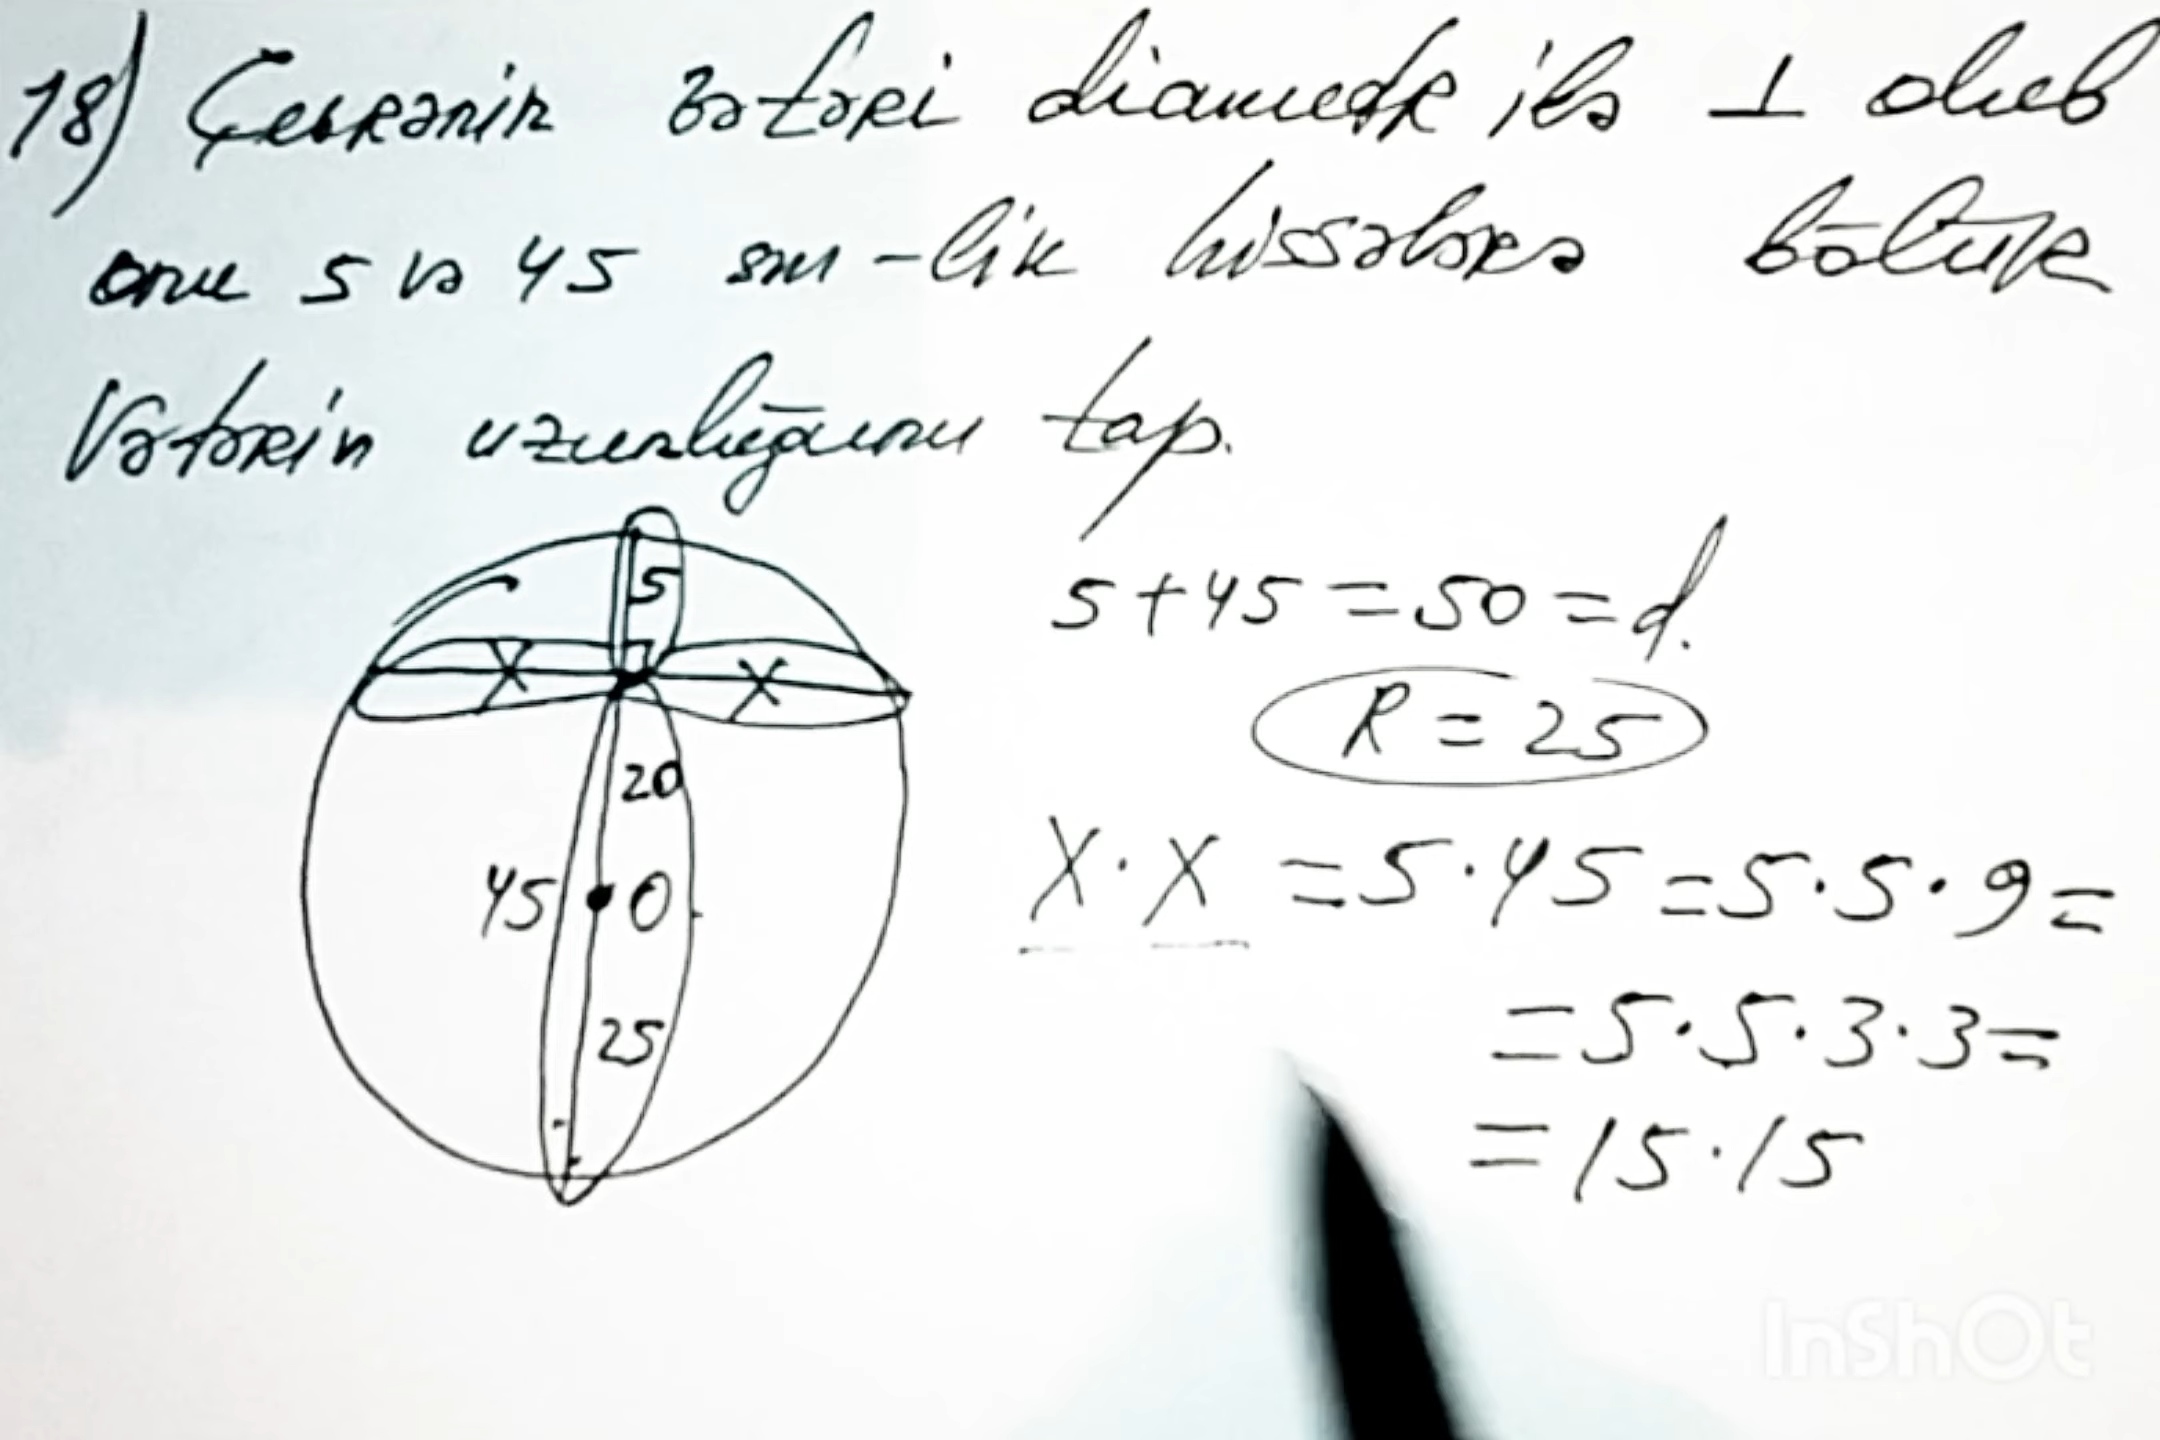 18) Çevrənin vətəri diametr ilə ⊥ olub
onu 5 və 45 sm-lik hissələrə bölür
Vətərin uzunluğunu tap.
5
X X
20
45 O
25
5+45=50=d.
R=25
X·X=5·45=5·5·9=
=5·5·3·3=
=15·15
InShOt